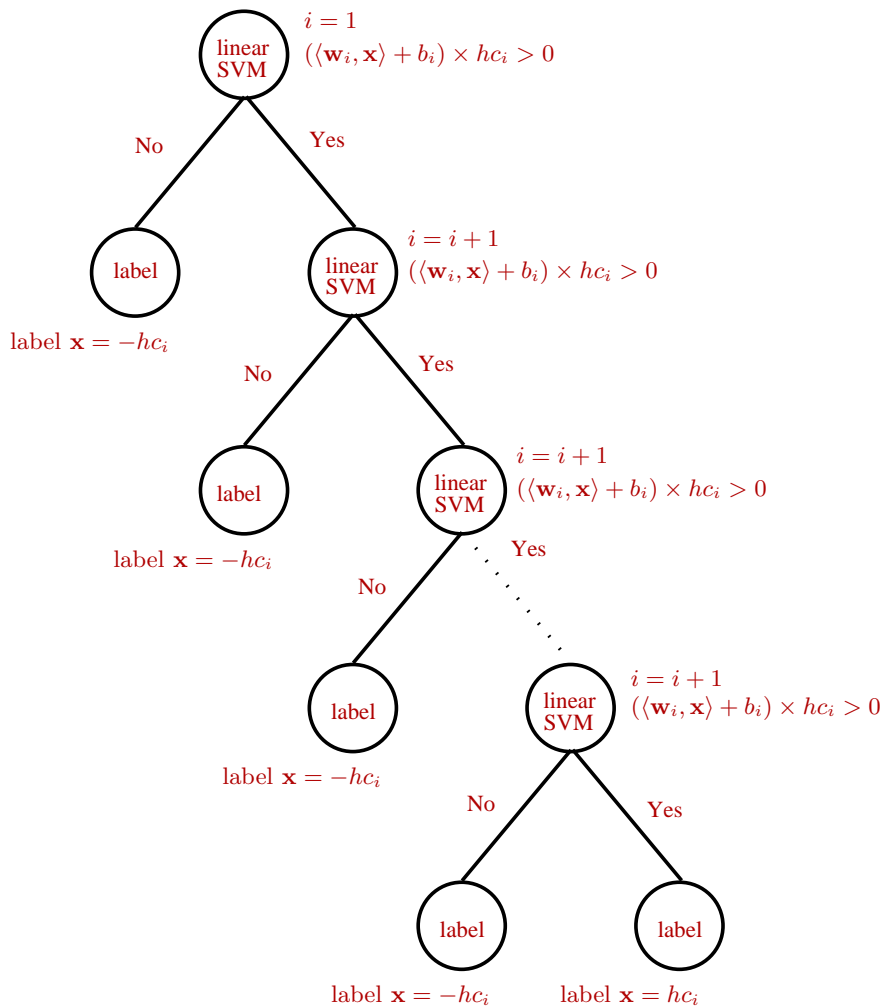 i = 1
linear
SVM
(⟨w_i, x⟩ + b_i) × hc_i > 0
No
Yes
i = i + 1
label
linear
SVM
(⟨w_i, x⟩ + b_i) × hc_i > 0
label x = −hc_i
No
Yes
i = i + 1
label
linear
SVM
(⟨w_i, x⟩ + b_i) × hc_i > 0
label x = −hc_i
No
Yes
i = i + 1
label
linear
SVM
(⟨w_i, x⟩ + b_i) × hc_i > 0
label x = −hc_i
No
Yes
label
label
label x = −hc_i
label x = hc_i